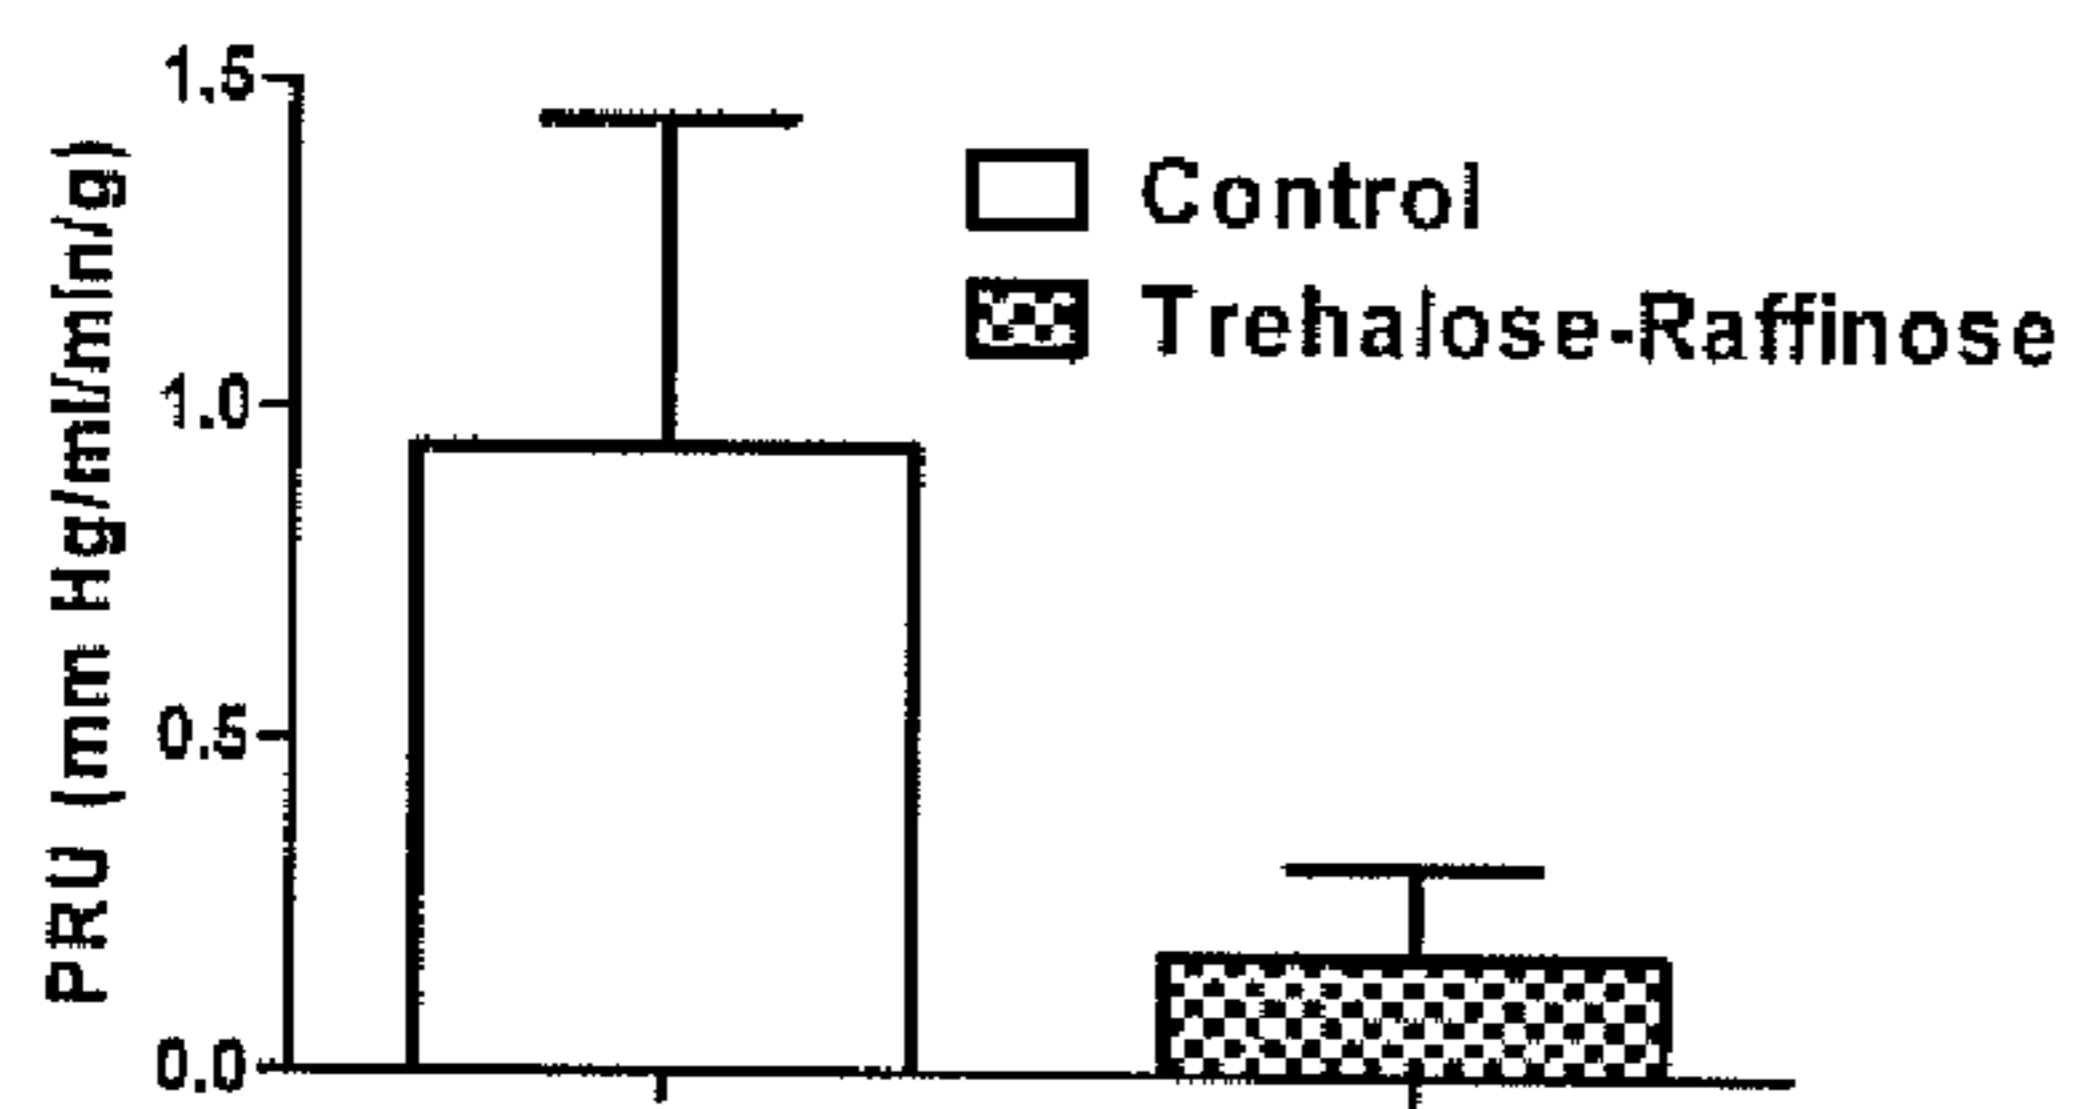 PRU (mm Hg/ml/min/g)
1.5
1.0
0.5
0.0
Control
Trehalose-Raffinose